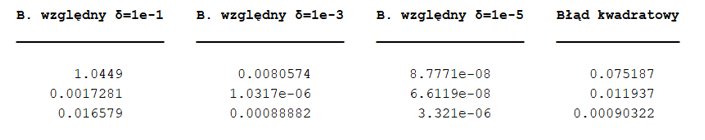 B. względny δ=1e-1 B. względny δ=1e-3 B. względny δ=1e-5 Błąd kwadratowy
1.0449 0.0080574 8.7771e-08 0.075187
0.0017281 1.0317e-06 6.6119e-08 0.011937
0.016579 0.00088882 3.321e-06 0.00090322